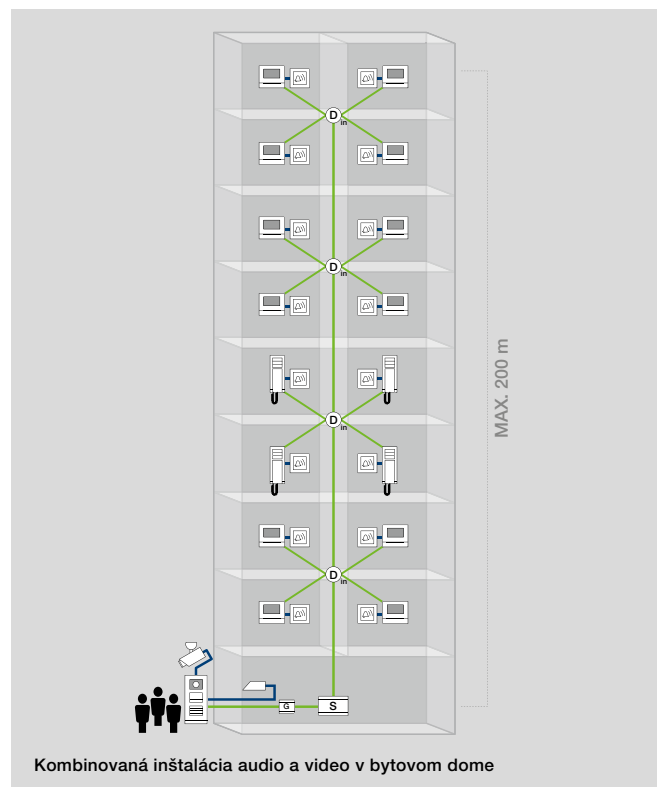 D
in
D
in
D
in
D
in
MAX. 200 m
G
S
Kombinovaná inštalácia audio a video v bytovom dome